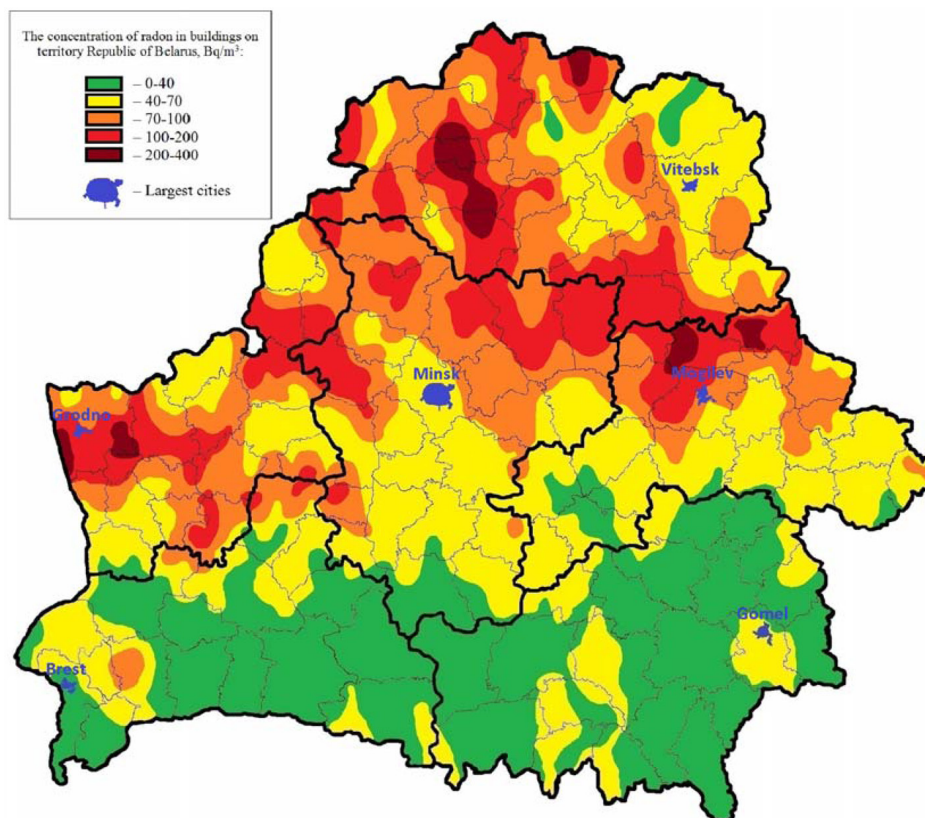 The concentration of radon in buildings on
territory Republic of Belarus, Bq/m³:
– 0-40
– 40-70
– 70-100
– 100-200
– 200-400
– Largest cities
Vitebsk
Minsk
Mogilev
Grodno
Gomel
Brest